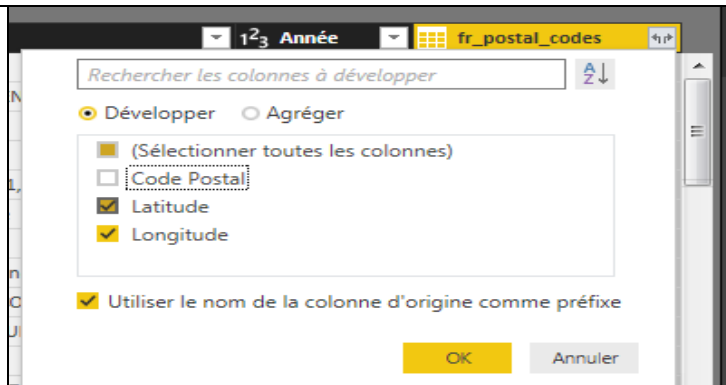 1²3 Année fr_postal_codes
Rechercher les colonnes à développer
Développer Agréger
(Sélectionner toutes les colonnes)
Code Postal
Latitude
Longitude
Utiliser le nom de la colonne d'origine comme préfixe
OK Annuler